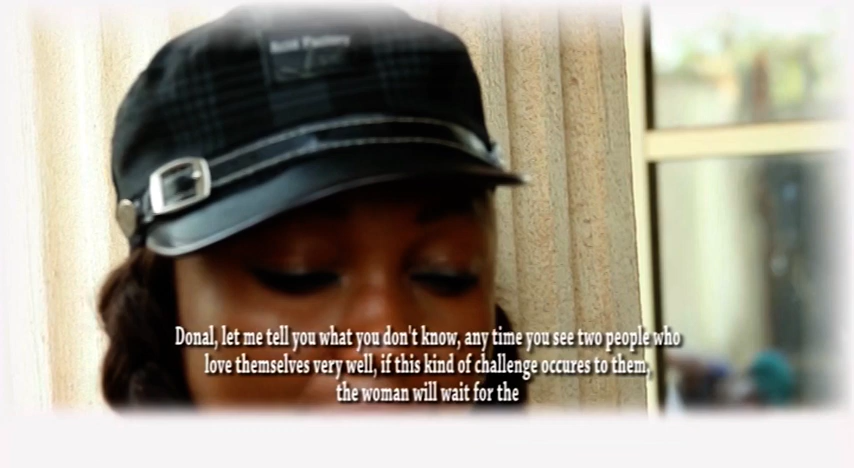 Donal, let me tell you what you don't know, any time you see two people who
love themselves very well, if this kind of challenge occures to them,
the woman will wait for the